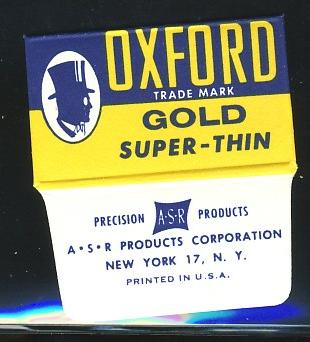 OXFORD
TRADE MARK
GOLD
SUPER-THIN
PRECISION A·S·R PRODUCTS
A·S·R PRODUCTS CORPORATION
NEW YORK 17, N. Y.
PRINTED IN U.S.A.